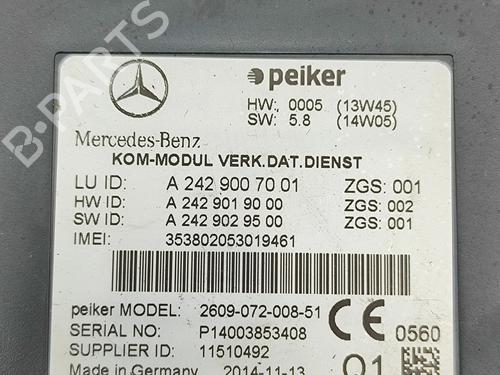 peiker
HW: 0005 (13W45)
SW: 5.8 (14W05)
Mercedes-Benz
KOM-MODUL VERK.DAT.DIENST
LU ID: A 242 900 70 01 ZGS: 001
HW ID: A 242 901 90 00 ZGS: 002
SW ID: A 242 902 95 00 ZGS: 001
IMEI: 353802053019461
peiker MODEL: 2609-072-008-51
SERIAL NO: P14003853408
SUPPLIER ID: 11510492
CE 0560
Made in Germany 2014-11-13
Q1
B-PARTS